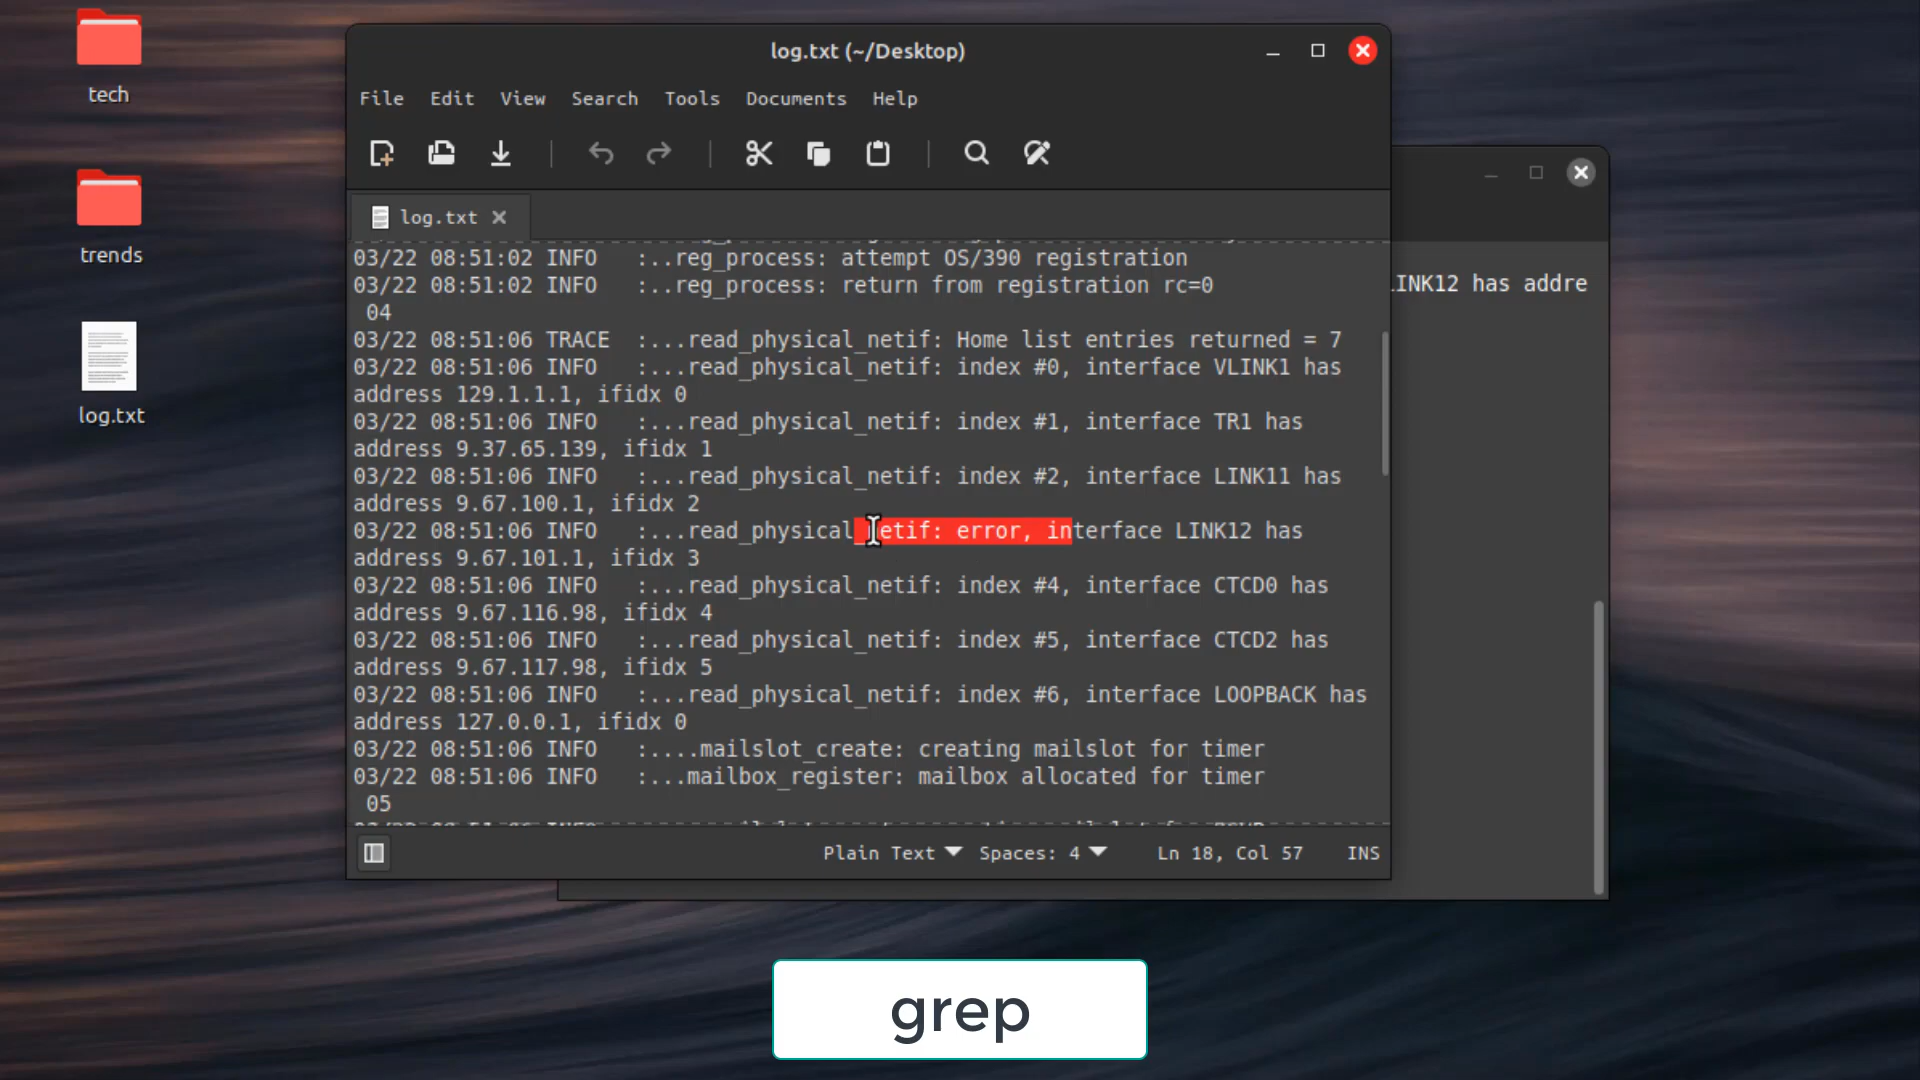 tech
trends
log.txt
log.txt (~/Desktop)
File Edit View Search Tools Documents Help
log.txt
03/22 08:51:02 INFO :..reg_process: attempt OS/390 registration
03/22 08:51:02 INFO :..reg_process: return from registration rc=0
04
03/22 08:51:06 TRACE :...read_physical_netif: Home list entries returned = 7
03/22 08:51:06 INFO :...read_physical_netif: index #0, interface VLINK1 has
address 129.1.1.1, ifidx 0
03/22 08:51:06 INFO :...read_physical_netif: index #1, interface TR1 has
address 9.37.65.139, ifidx 1
03/22 08:51:06 INFO :...read_physical_netif: index #2, interface LINK11 has
address 9.67.100.1, ifidx 2
03/22 08:51:06 INFO :...read_physical_netif: error, interface LINK12 has
address 9.67.101.1, ifidx 3
03/22 08:51:06 INFO :...read_physical_netif: index #4, interface CTCD0 has
address 9.67.116.98, ifidx 4
03/22 08:51:06 INFO :...read_physical_netif: index #5, interface CTCD2 has
address 9.67.117.98, ifidx 5
03/22 08:51:06 INFO :...read_physical_netif: index #6, interface LOOPBACK has
address 127.0.0.1, ifidx 0
03/22 08:51:06 INFO :....mailslot_create: creating mailslot for timer
03/22 08:51:06 INFO :...mailbox_register: mailbox allocated for timer
05
Plain Text Spaces: 4 Ln 18, Col 57 INS
LINK12 has addre
grep